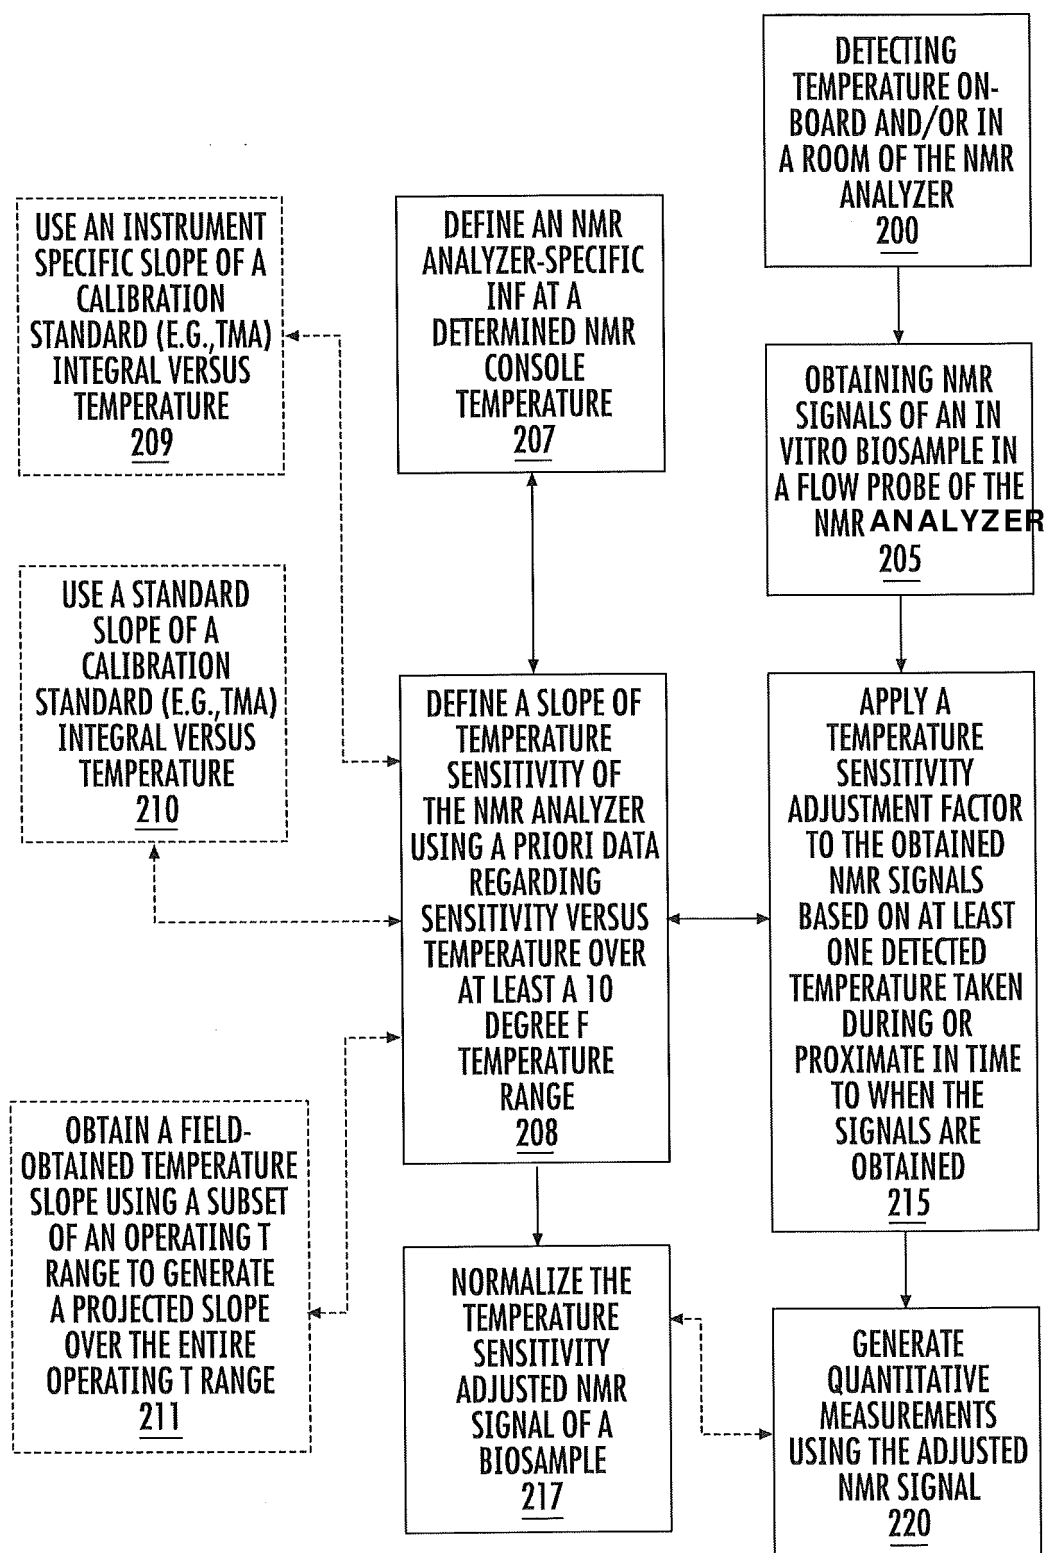 DETECTING
TEMPERATURE ON-
BOARD AND/OR IN
A ROOM OF THE NMR
ANALYZER
200
USE AN INSTRUMENT
SPECIFIC SLOPE OF A
CALIBRATION
STANDARD (E.G.,TMA)
INTEGRAL VERSUS
TEMPERATURE
209
DEFINE AN NMR
ANALYZER-SPECIFIC
INF AT A
DETERMINED NMR
CONSOLE
TEMPERATURE
207
OBTAINING NMR
SIGNALS OF AN IN
VITRO BIOSAMPLE IN
A FLOW PROBE OF THE
NMR ANALYZER
205
USE A STANDARD
SLOPE OF A
CALIBRATION
STANDARD (E.G.,TMA)
INTEGRAL VERSUS
TEMPERATURE
210
DEFINE A SLOPE OF
TEMPERATURE
SENSITIVITY OF
THE NMR ANALYZER
USING A PRIORI DATA
REGARDING
SENSITIVITY VERSUS
TEMPERATURE OVER
AT LEAST A 10
DEGREE F
TEMPERATURE
RANGE
208
APPLY A
TEMPERATURE
SENSITIVITY
ADJUSTMENT FACTOR
TO THE OBTAINED
NMR SIGNALS
BASED ON AT LEAST
ONE DETECTED
TEMPERATURE TAKEN
DURING OR
PROXIMATE IN TIME
TO WHEN THE
SIGNALS ARE
OBTAINED
215
OBTAIN A FIELD-
OBTAINED TEMPERATURE
SLOPE USING A SUBSET
OF AN OPERATING T
RANGE TO GENERATE
A PROJECTED SLOPE
OVER THE ENTIRE
OPERATING T RANGE
211
NORMALIZE THE
TEMPERATURE
SENSITIVITY
ADJUSTED NMR
SIGNAL OF A
BIOSAMPLE
217
GENERATE
QUANTITATIVE
MEASUREMENTS
USING THE ADJUSTED
NMR SIGNAL
220